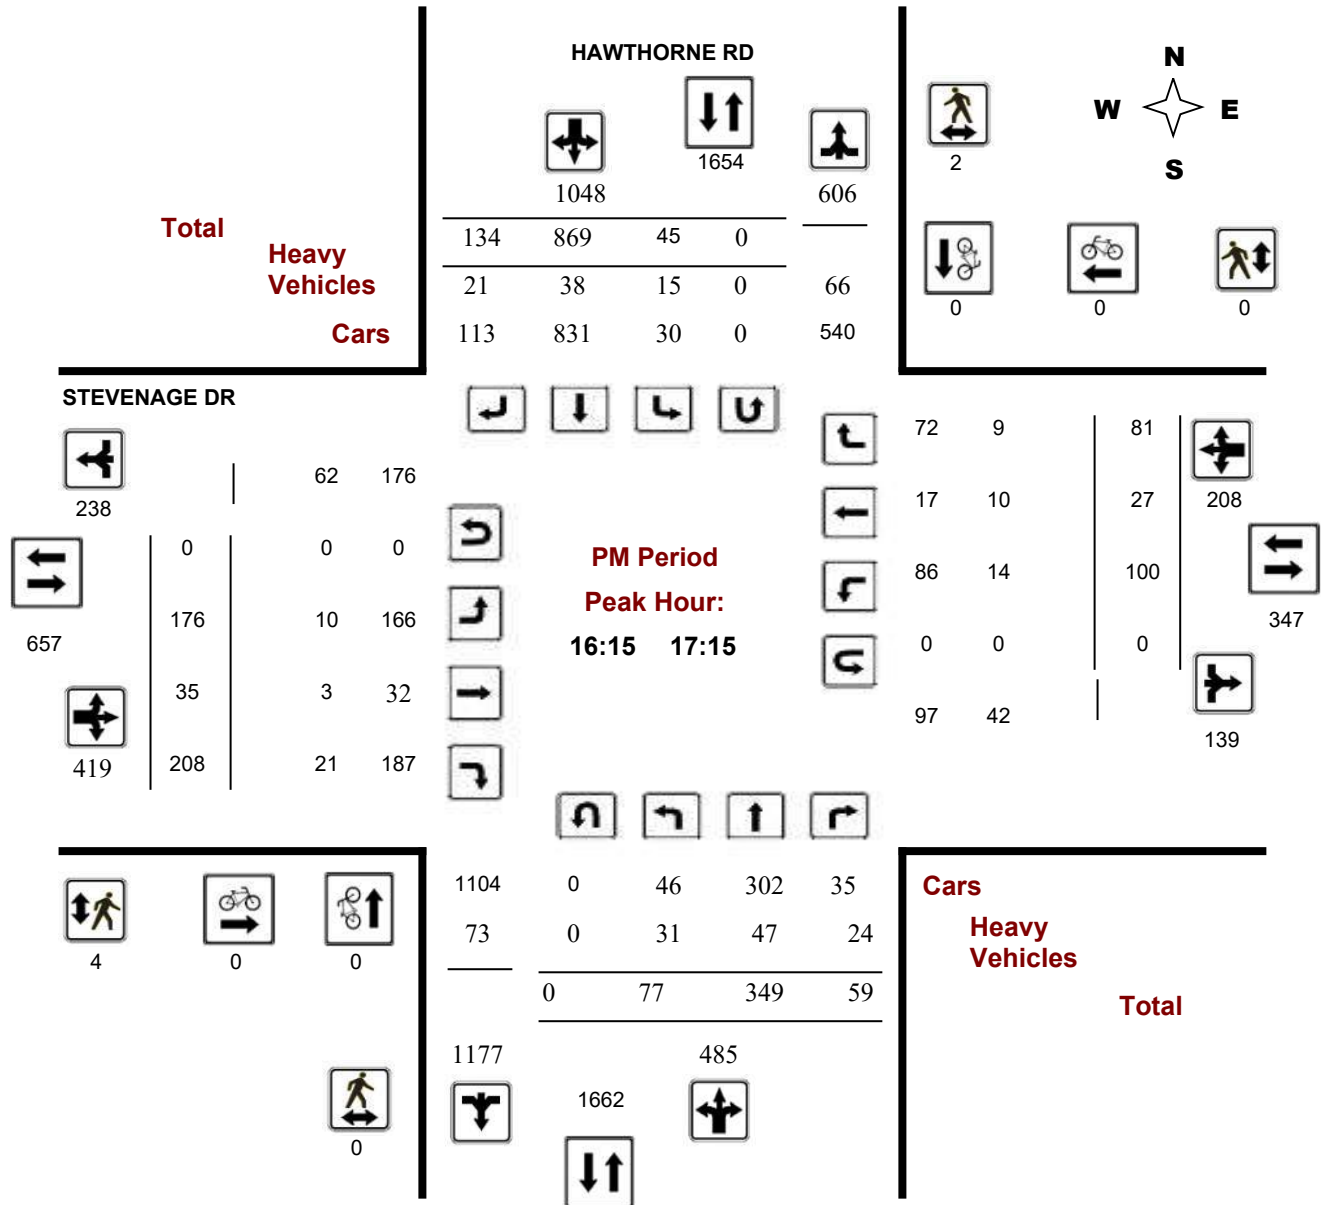 HAWTHORNE RD
N
W E
S
1654
2
1048
606
Total
134 869 45 0
Heavy
Vehicles
21 38 15 0 66
Cars
113 831 30 0 540
0 0 0
STEVENAGE DR
72 9 81
62 176
238
17 10 27 208
0 0 0
PM Period
86 14 100
Peak Hour:
176 10 166
347
657
16:15 17:15
0 0 0
35 3 32
97 42
139
419 208 21 187
1104 0 46 302 35
Cars
73 0 31 47 24
Heavy
Vehicles
4 0 0
0 77 349 59
Total
1177 485
1662
0